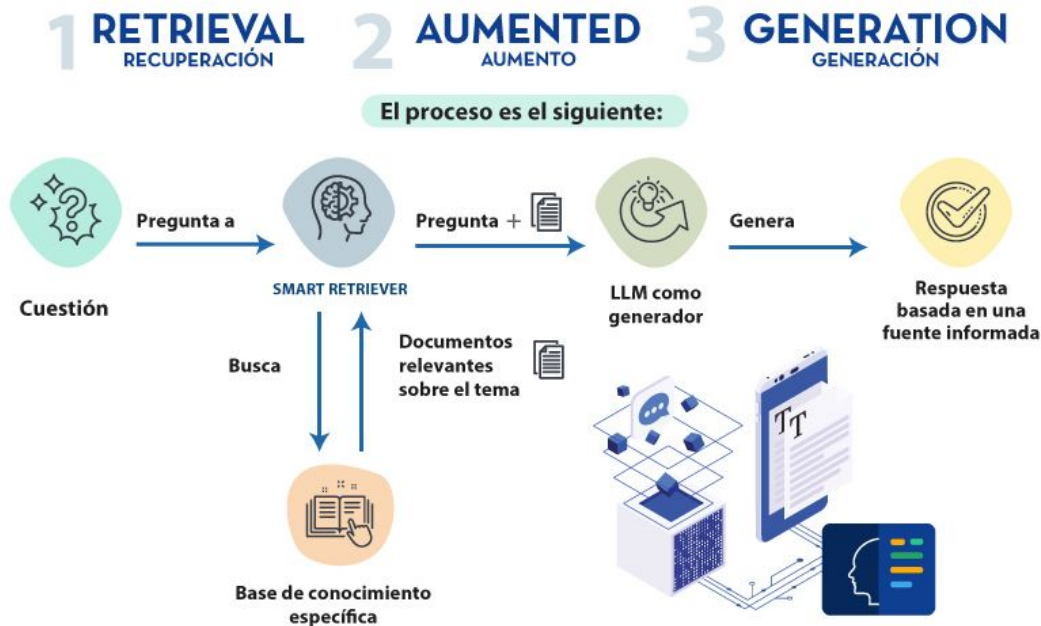 1 RETRIEVAL
RECUPERACIÓN
2 AUMENTED
AUMENTO
3 GENERATION
GENERACIÓN
El proceso es el siguiente:
Cuestión
Pregunta a
SMART RETRIEVER
Pregunta +
LLM como
generador
Genera
Respuesta
basada en una
fuente informada
Busca
Documentos
relevantes
sobre el tema
Base de conocimiento
específica
TT